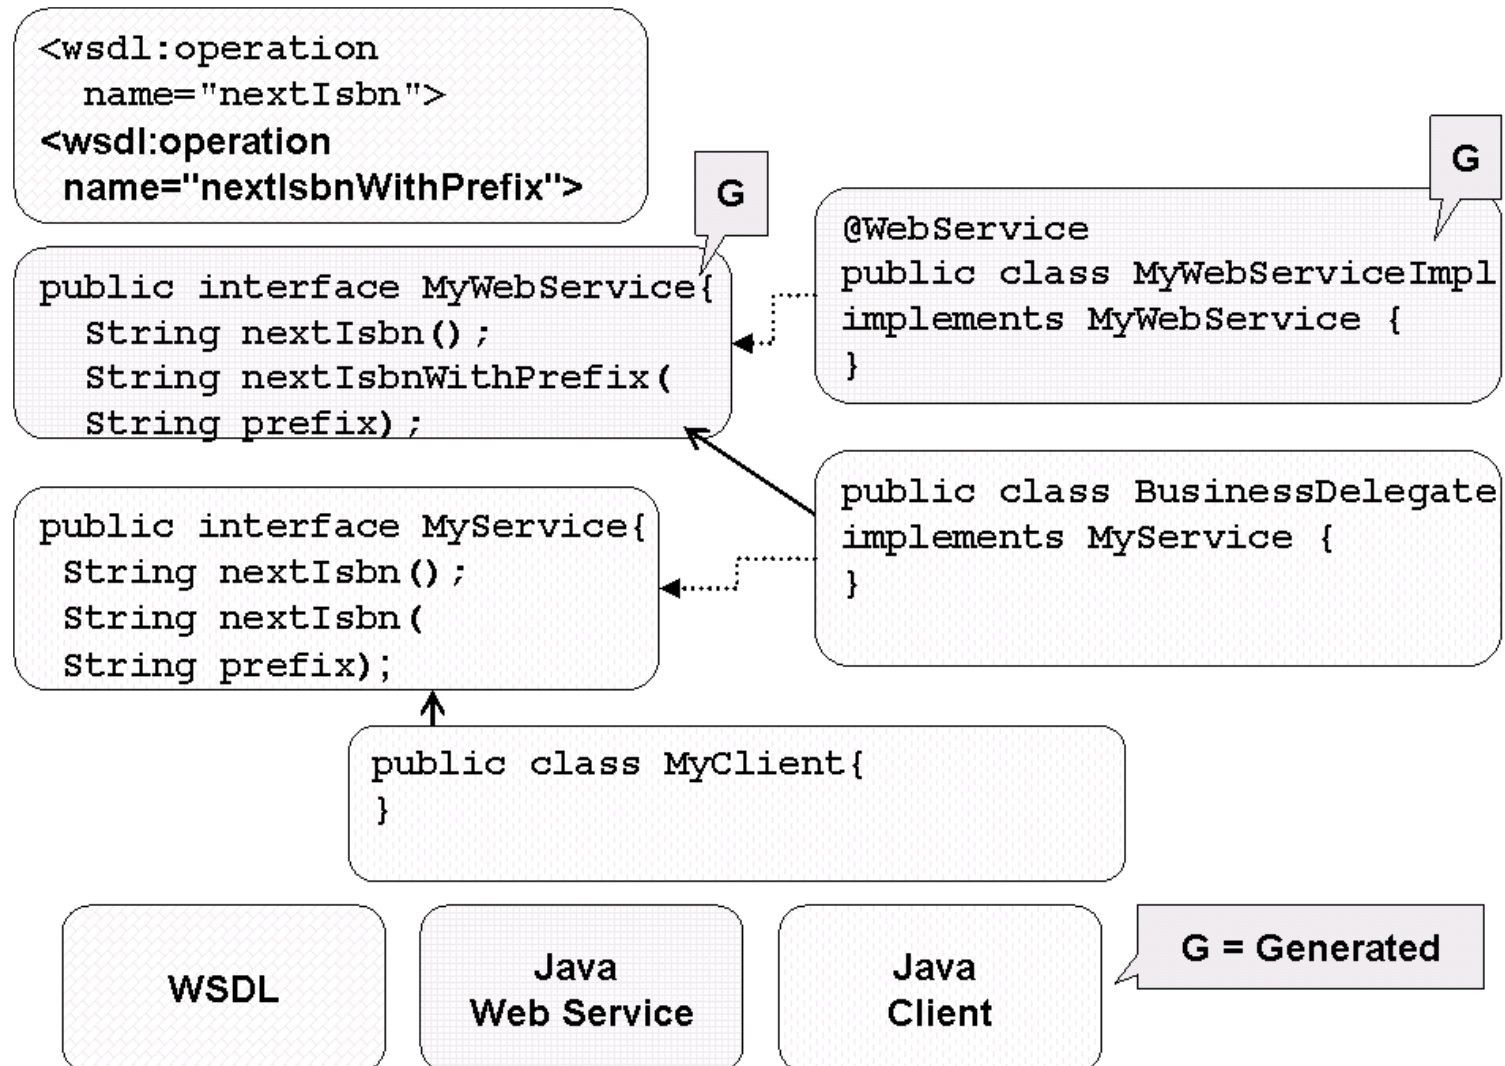 <wsdl:operation
name="nextIsbn">
<wsdl:operation
name="nextIsbnWithPrefix">
G
G
public interface MyWebService{
String nextIsbn();
String nextIsbnWithPrefix(
String prefix);
@WebService
public class MyWebServiceImpl
implements MyWebService {
}
public interface MyService{
String nextIsbn();
String nextIsbn(
String prefix);
public class BusinessDelegate
implements MyService {
}
public class MyClient{
}
WSDL
Java
Web Service
Java
Client
G = Generated